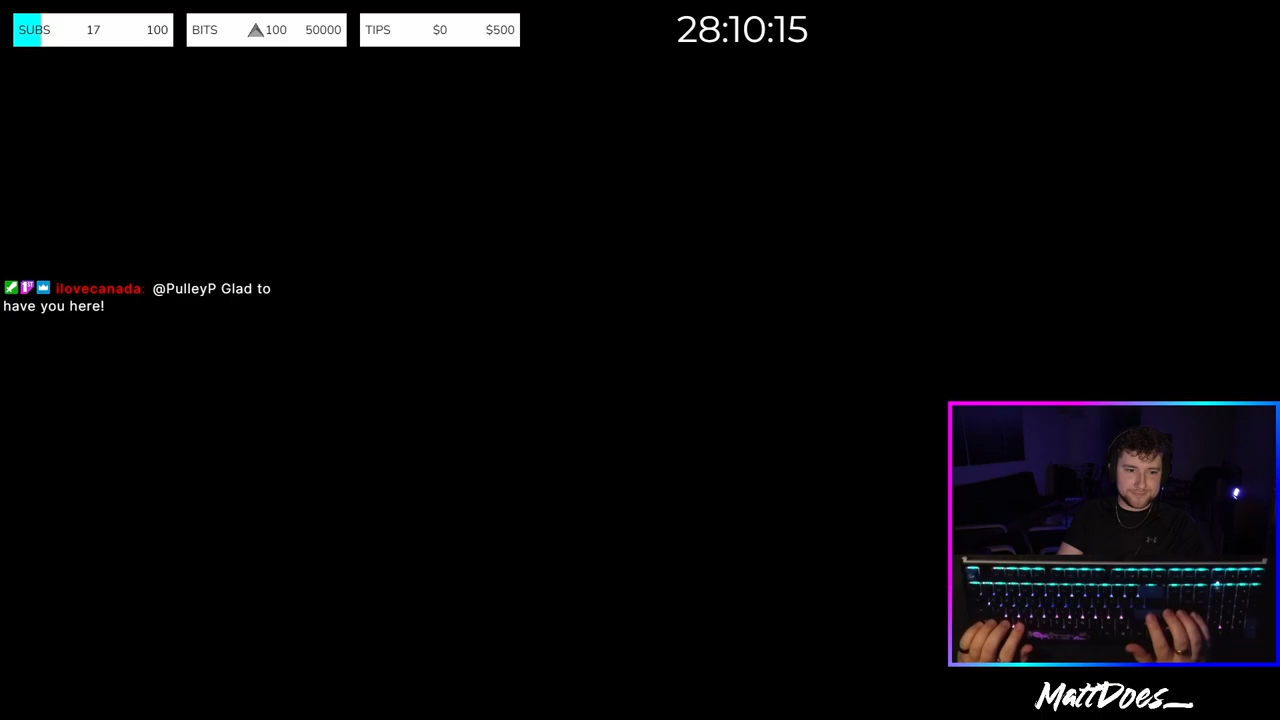 SUBS 17 100 BITS 100 50000 TIPS $0 $500 28:10:15
ilovecanada: @PulleyP Glad to
have you here!
MattDoes_